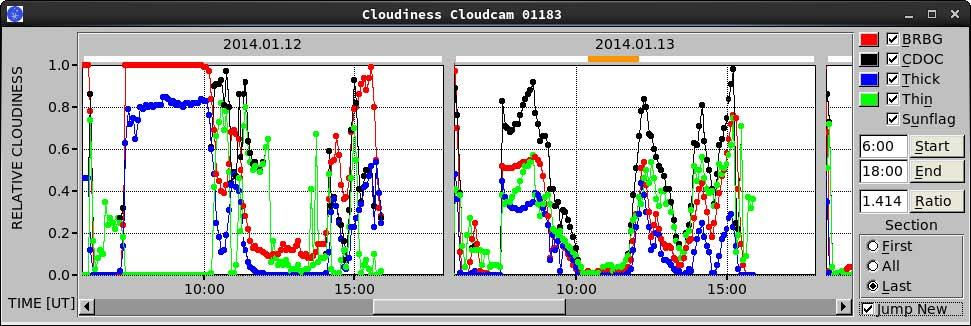 Cloudiness Cloudcam 01183
2014.01.12
2014.01.13
RELATIVE CLOUDINESS
1.0
0.8
0.6
0.4
0.2
0.0
10:00
15:00
10:00
15:00
TIME [UT]
BRBG
CDOC
Thick
Thin
Sunflag
6:00 Start
18:00 End
1.414 Ratio
Section
First
All
Last
Jump New